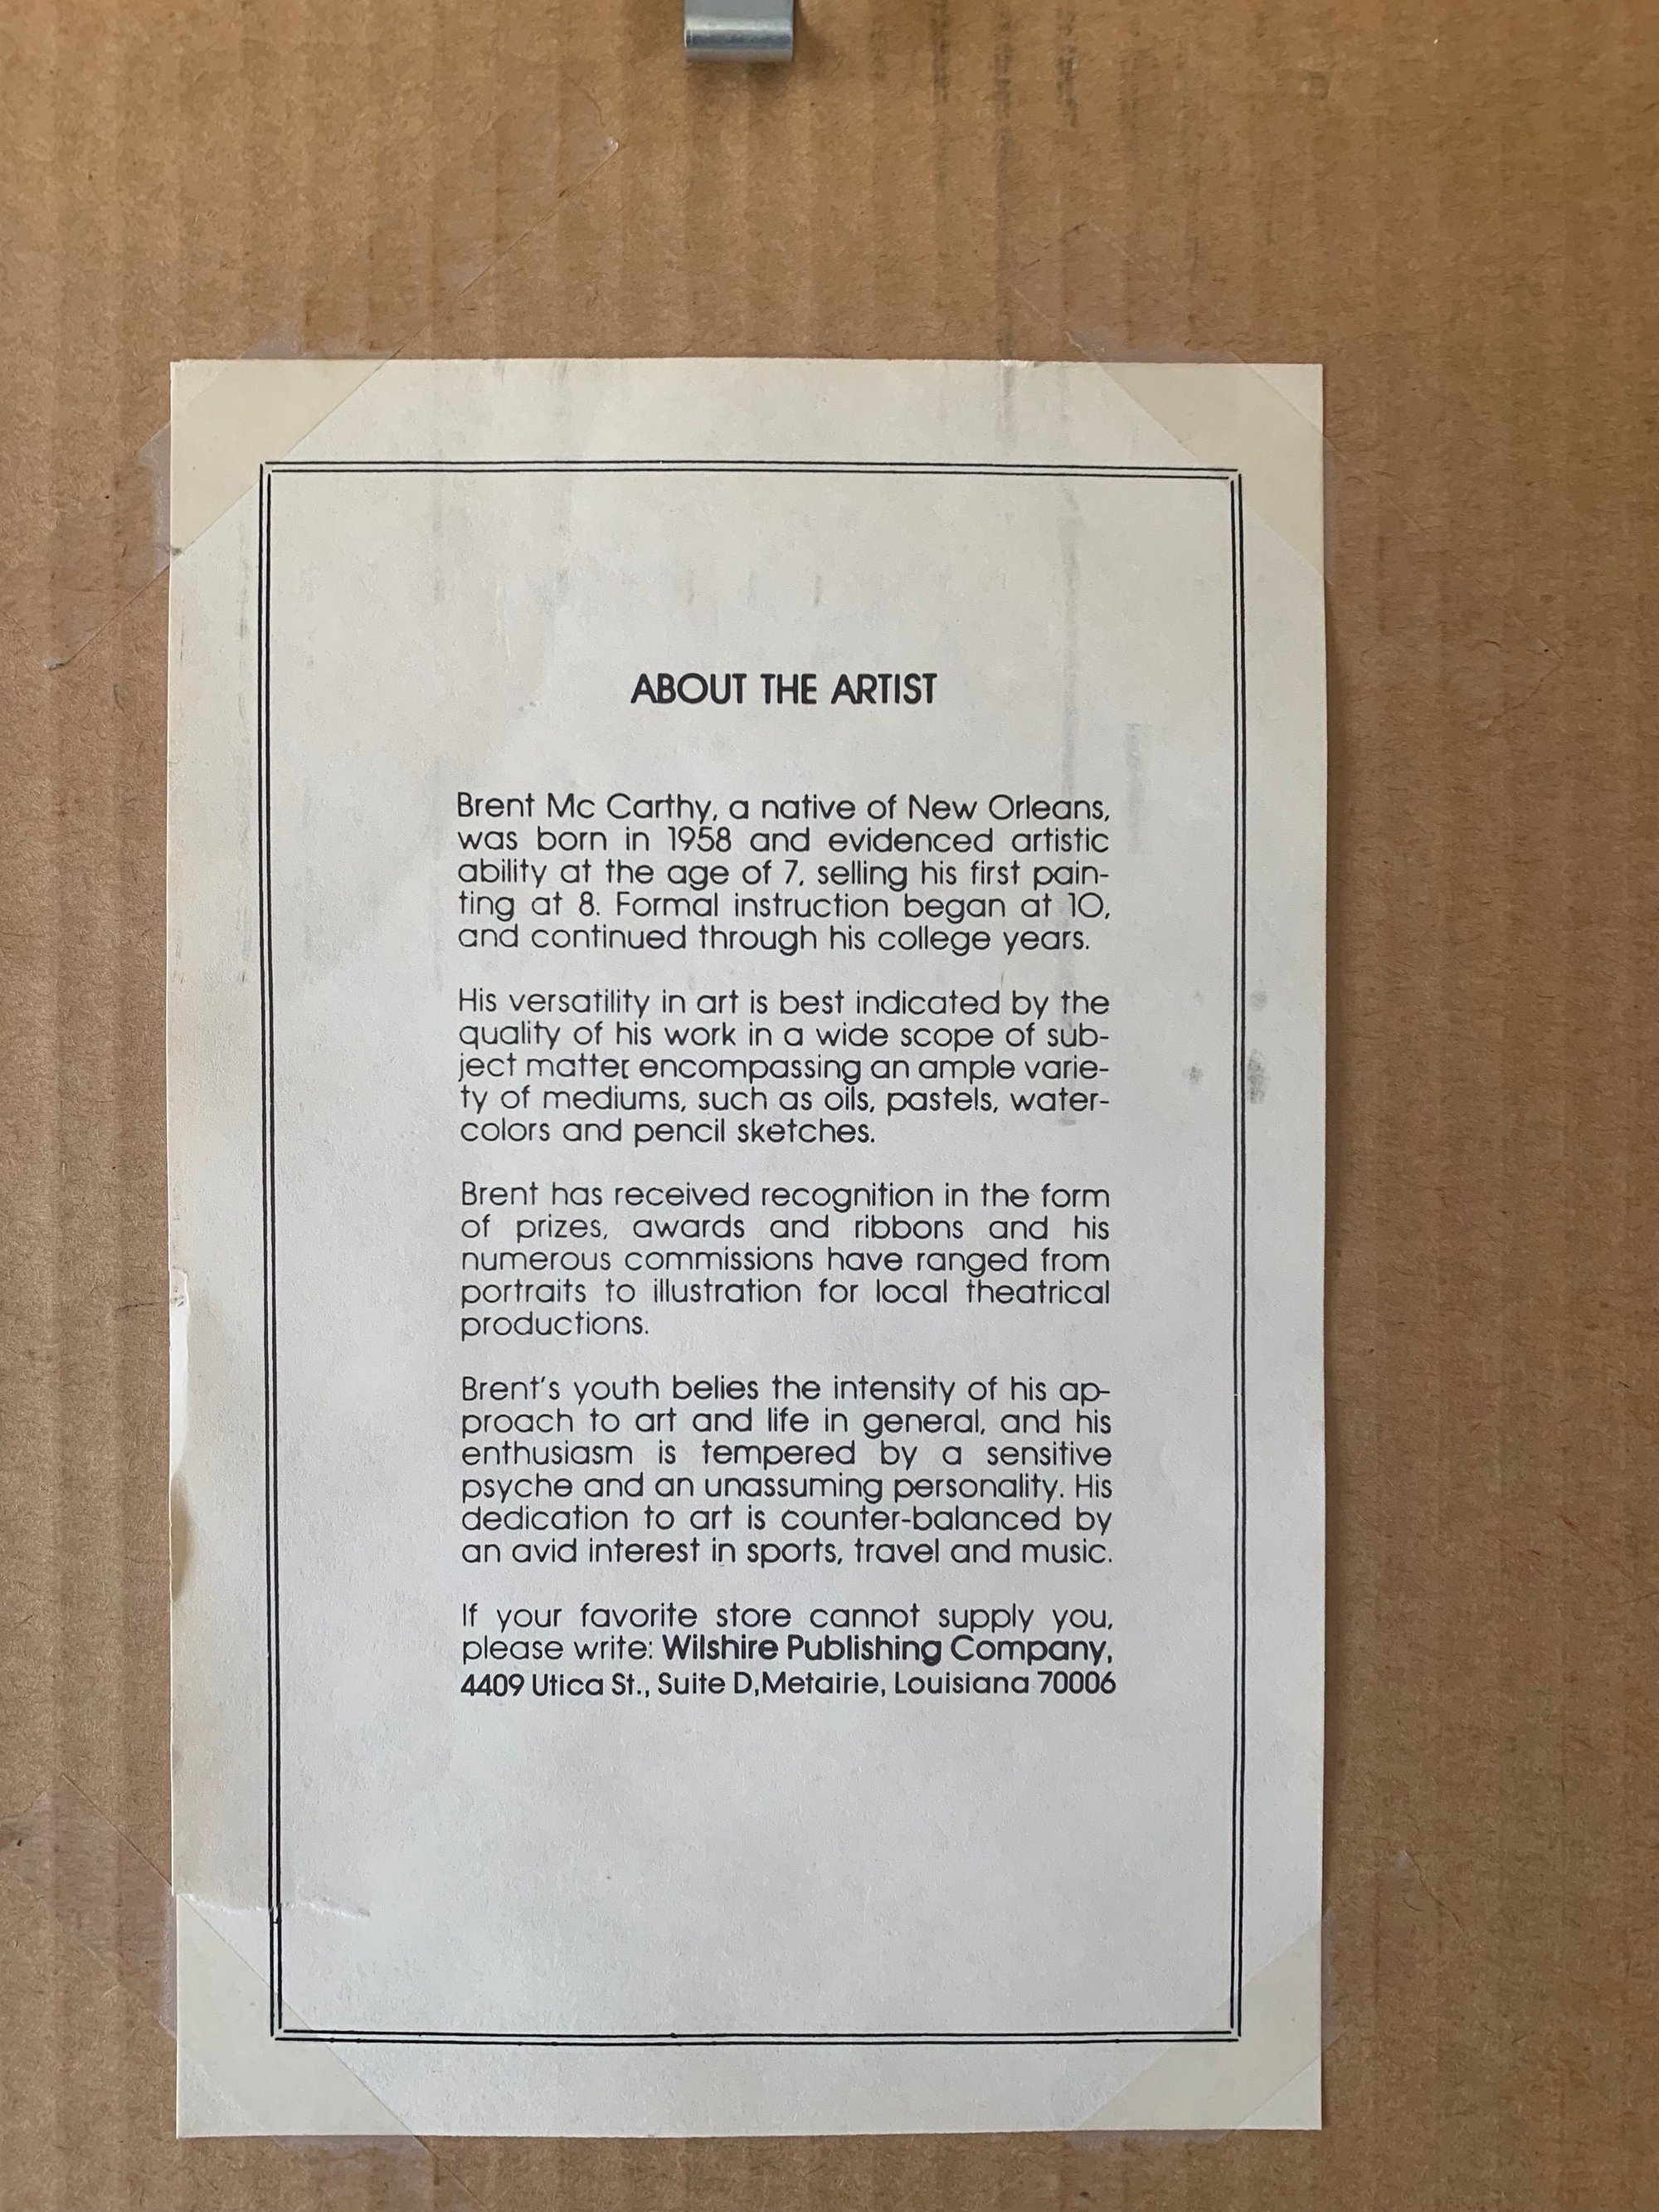 ABOUT THE ARTIST
Brent Mc Carthy, a native of New Orleans,
was born in 1958 and evidenced artistic
ability at the age of 7, selling his first pain-
ting at 8. Formal instruction began at 10,
and continued through his college years.
His versatility in art is best indicated by the
quality of his work in a wide scope of sub-
ject matter encompassing an ample varie-
ty of mediums, such as oils, pastels, water-
colors and pencil sketches.
Brent has received recognition in the form
of prizes, awards and ribbons and his
numerous commissions have ranged from
portraits to illustration for local theatrical
productions.
Brent's youth belies the intensity of his ap-
proach to art and life in general, and his
enthusiasm is tempered by a sensitive
psyche and an unassuming personality. His
dedication to art is counter-balanced by
an avid interest in sports, travel and music.
If your favorite store cannot supply you,
please write: Wilshire Publishing Company,
4409 Utica St., Suite D,Metairie, Louisiana 70006